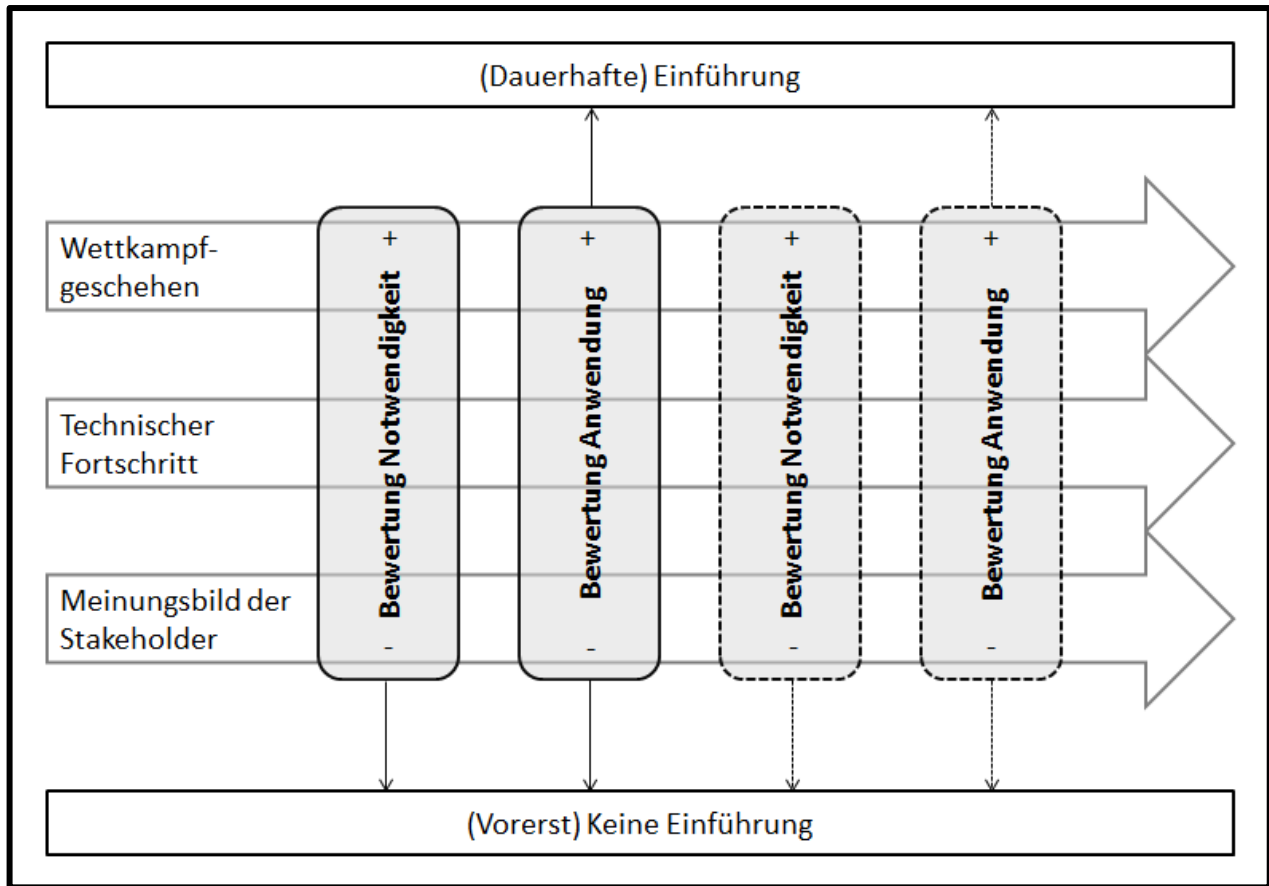 (Dauerhafte) Einführung
Wettkampf-
geschehen
Technischer
Fortschritt
Meinungsbild der
Stakeholder
+
Bewertung Notwendigkeit
-
+
Bewertung Anwendung
-
+
Bewertung Notwendigkeit
-
+
Bewertung Anwendung
-
(Vorerst) Keine Einführung